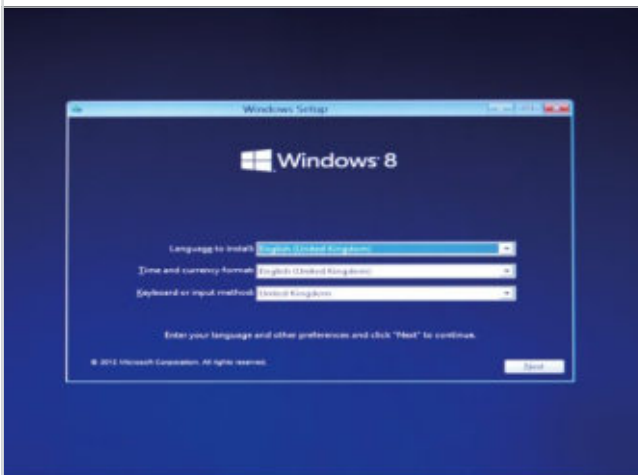 Windows Setup
Windows 8
Language to install: English (United Kingdom)
Time and currency format: English (United Kingdom)
Keyboard or input method: United Kingdom
Enter your language and other preferences and click "Next" to continue.
© 2012 Microsoft Corporation. All rights reserved.
Next